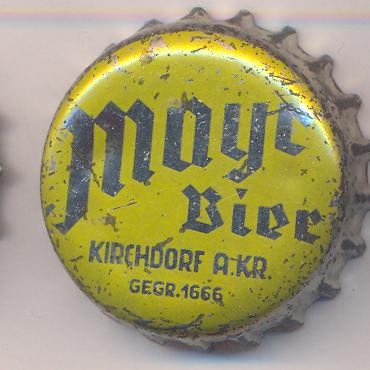 Mayr
Bier
KIRCHDORF A.KR.
GEGR.1666